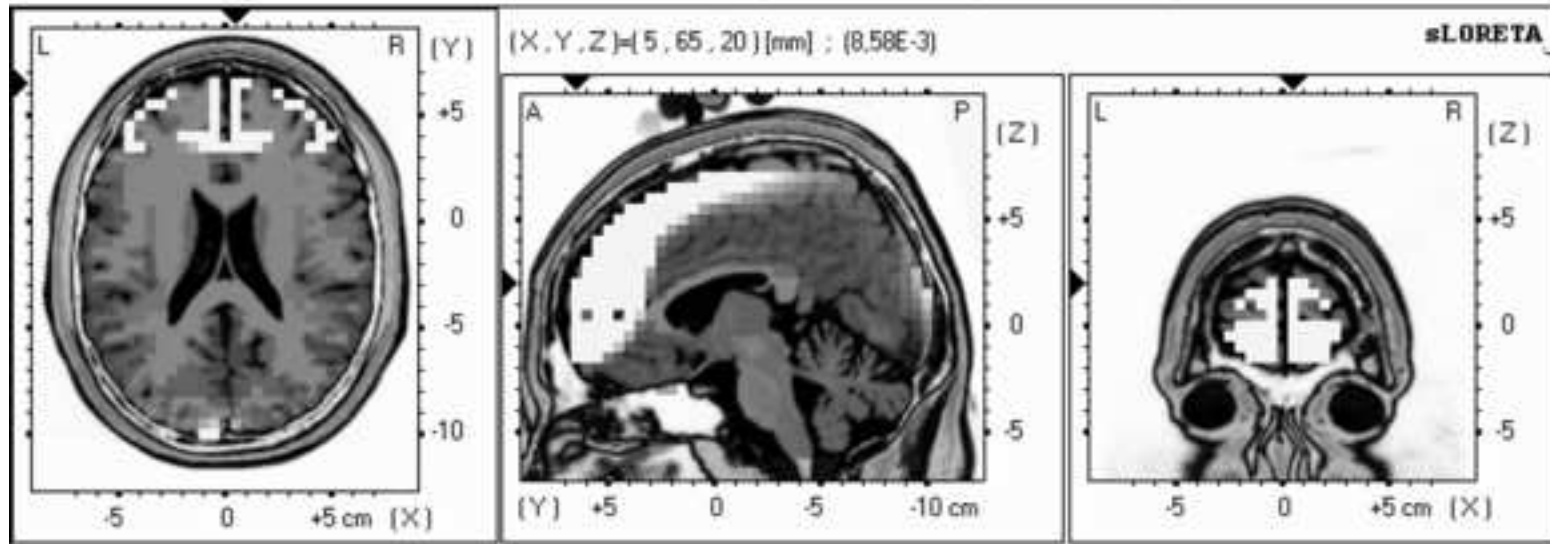 (X,Y,Z)=(5,65,20)[mm] ; (8,58E-3)
sLORETA
L R (Y)
+5
0
-5
-10
-5 0 +5 cm (X)
A P
(Z)
+5
0
-5
(Y) +5 0 -5 -10 cm
L R
(Z)
+5
0
-5
-5 0 +5 cm (X)